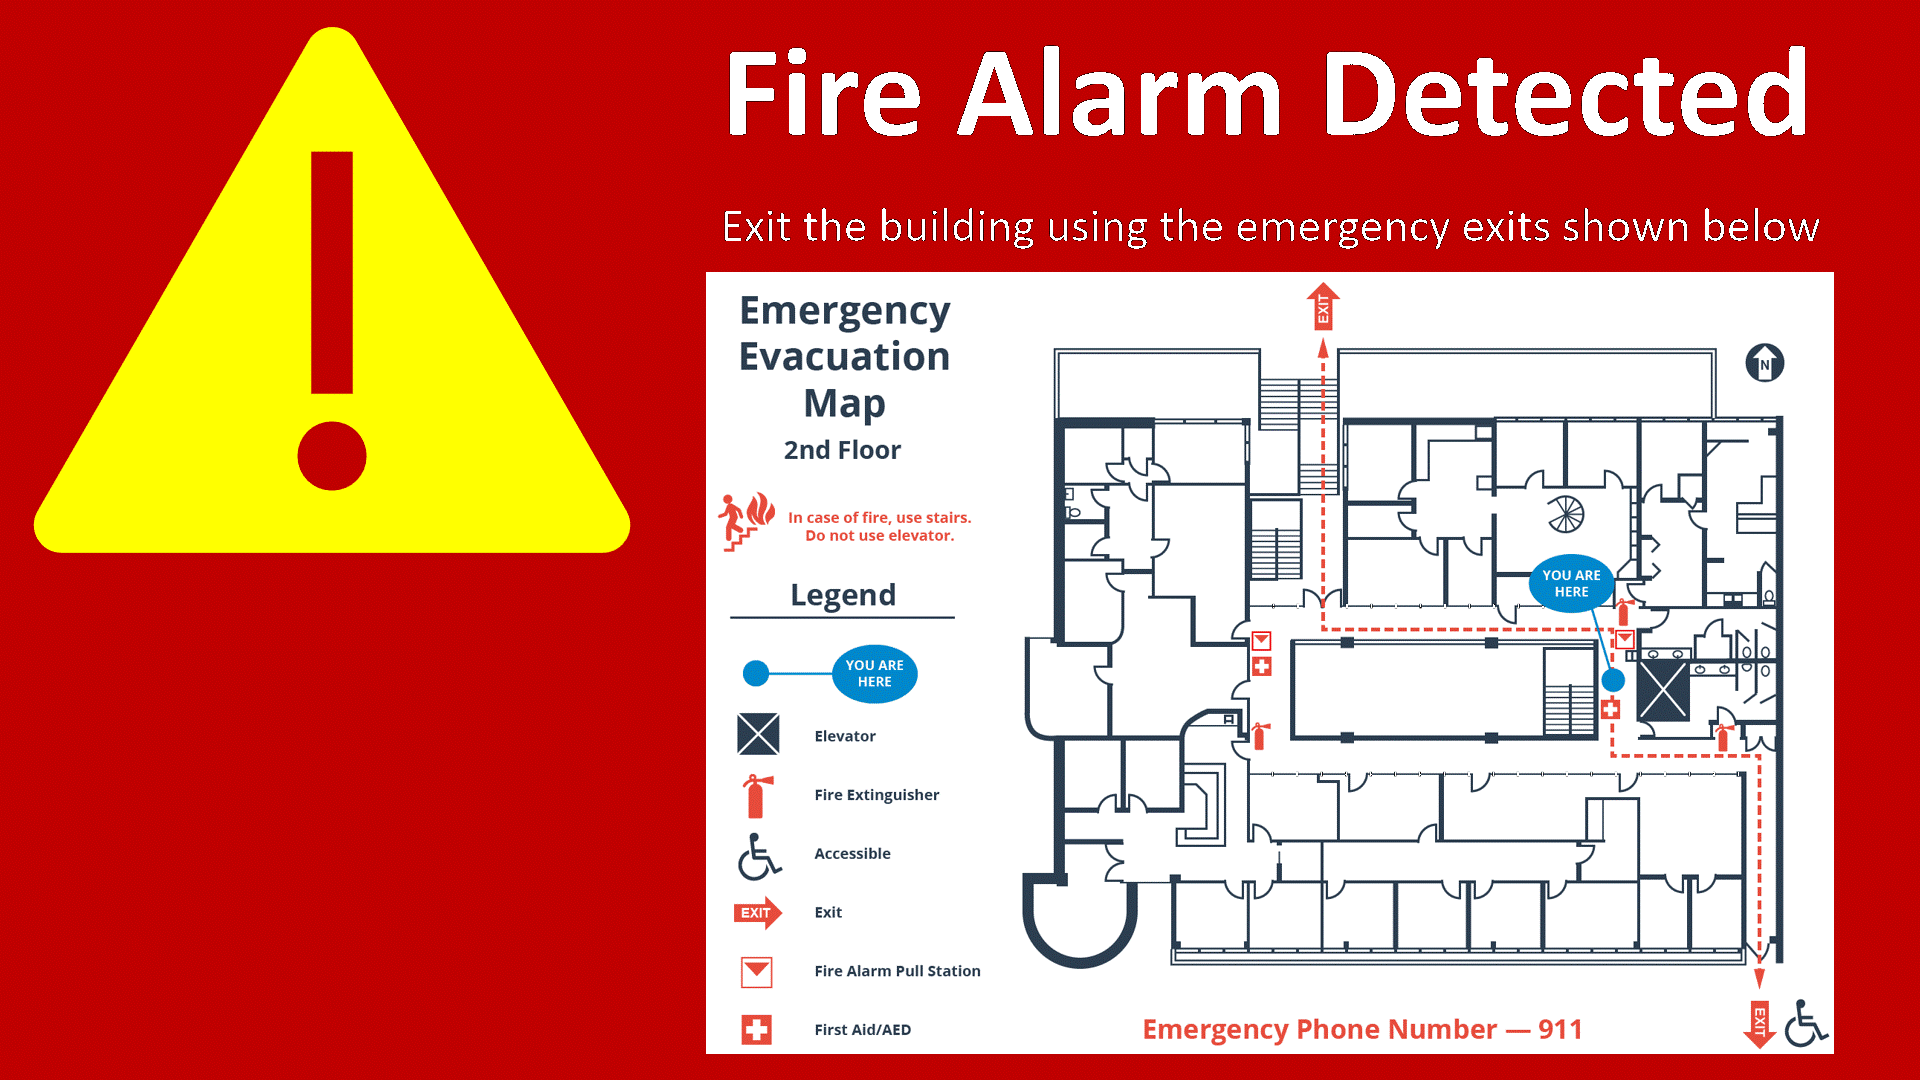 Fire Alarm Detected
Exit the building using the emergency exits shown below
Emergency
Evacuation
Map
2nd Floor
In case of fire, use stairs.
Do not use elevator.
Legend
YOU ARE
HERE
Elevator
Fire Extinguisher
Accessible
EXIT
Exit
Fire Alarm Pull Station
First Aid/AED
EXIT
N
YOU ARE
HERE
Emergency Phone Number — 911
EXIT